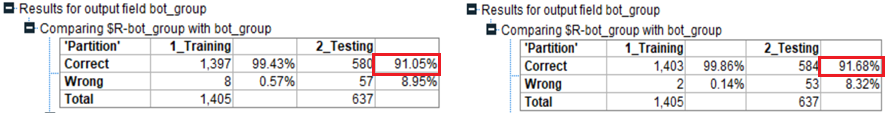 Results for output field bot_group
Comparing $R-bot_group with bot_group
'Partition' 1_Training 2_Testing
Correct 1,397 99.43% 580 91.05%
Wrong 8 0.57% 57 8.95%
Total 1,405 637
Results for output field bot_group
Comparing $R-bot_group with bot_group
'Partition' 1_Training 2_Testing
Correct 1,403 99.86% 584 91.68%
Wrong 2 0.14% 53 8.32%
Total 1,405 637